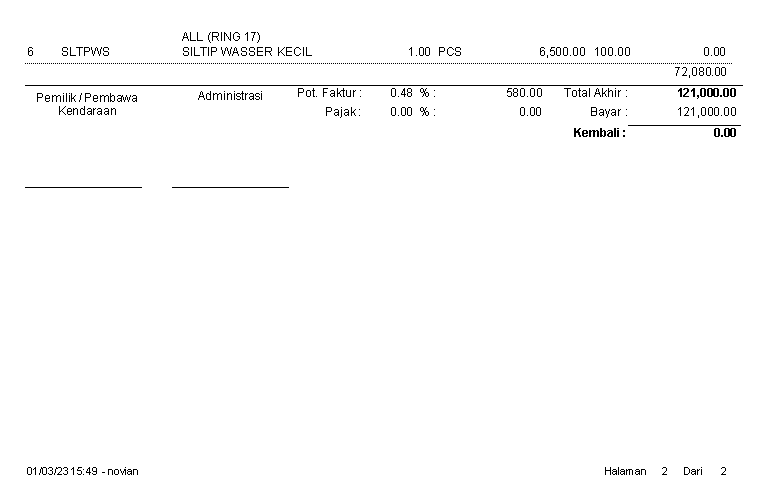 ALL (RING 17)
6 SLTPWS SILTIP WASSER KECIL 1.00 PCS 6,500.00 100.00 0.00
72,080.00
Pemilik / Pembawa Kendaraan Administrasi Pot. Faktur : 0.48 % : 580.00 Total Akhir : 121,000.00
Pajak : 0.00 % : 0.00 Bayar : 121,000.00
Kembali : 0.00
01/03/23 15:49 - novian Halaman 2 Dari 2